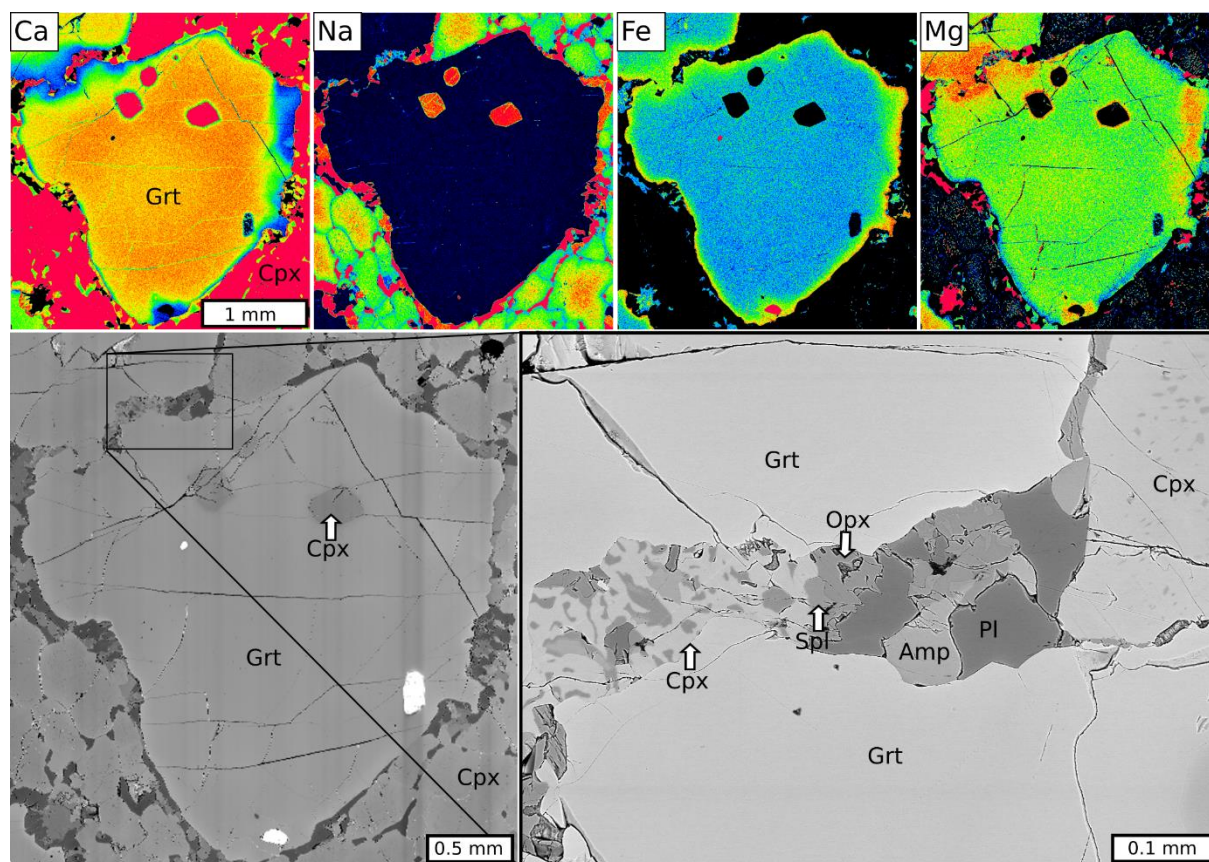 Ca
Na
Fe
Mg
Grt
Cpx
1 mm
Cpx
Grt
Cpx
0.5 mm
Grt
Opx
Cpx
Spl
Cpx
Amp
Pl
Grt
0.1 mm